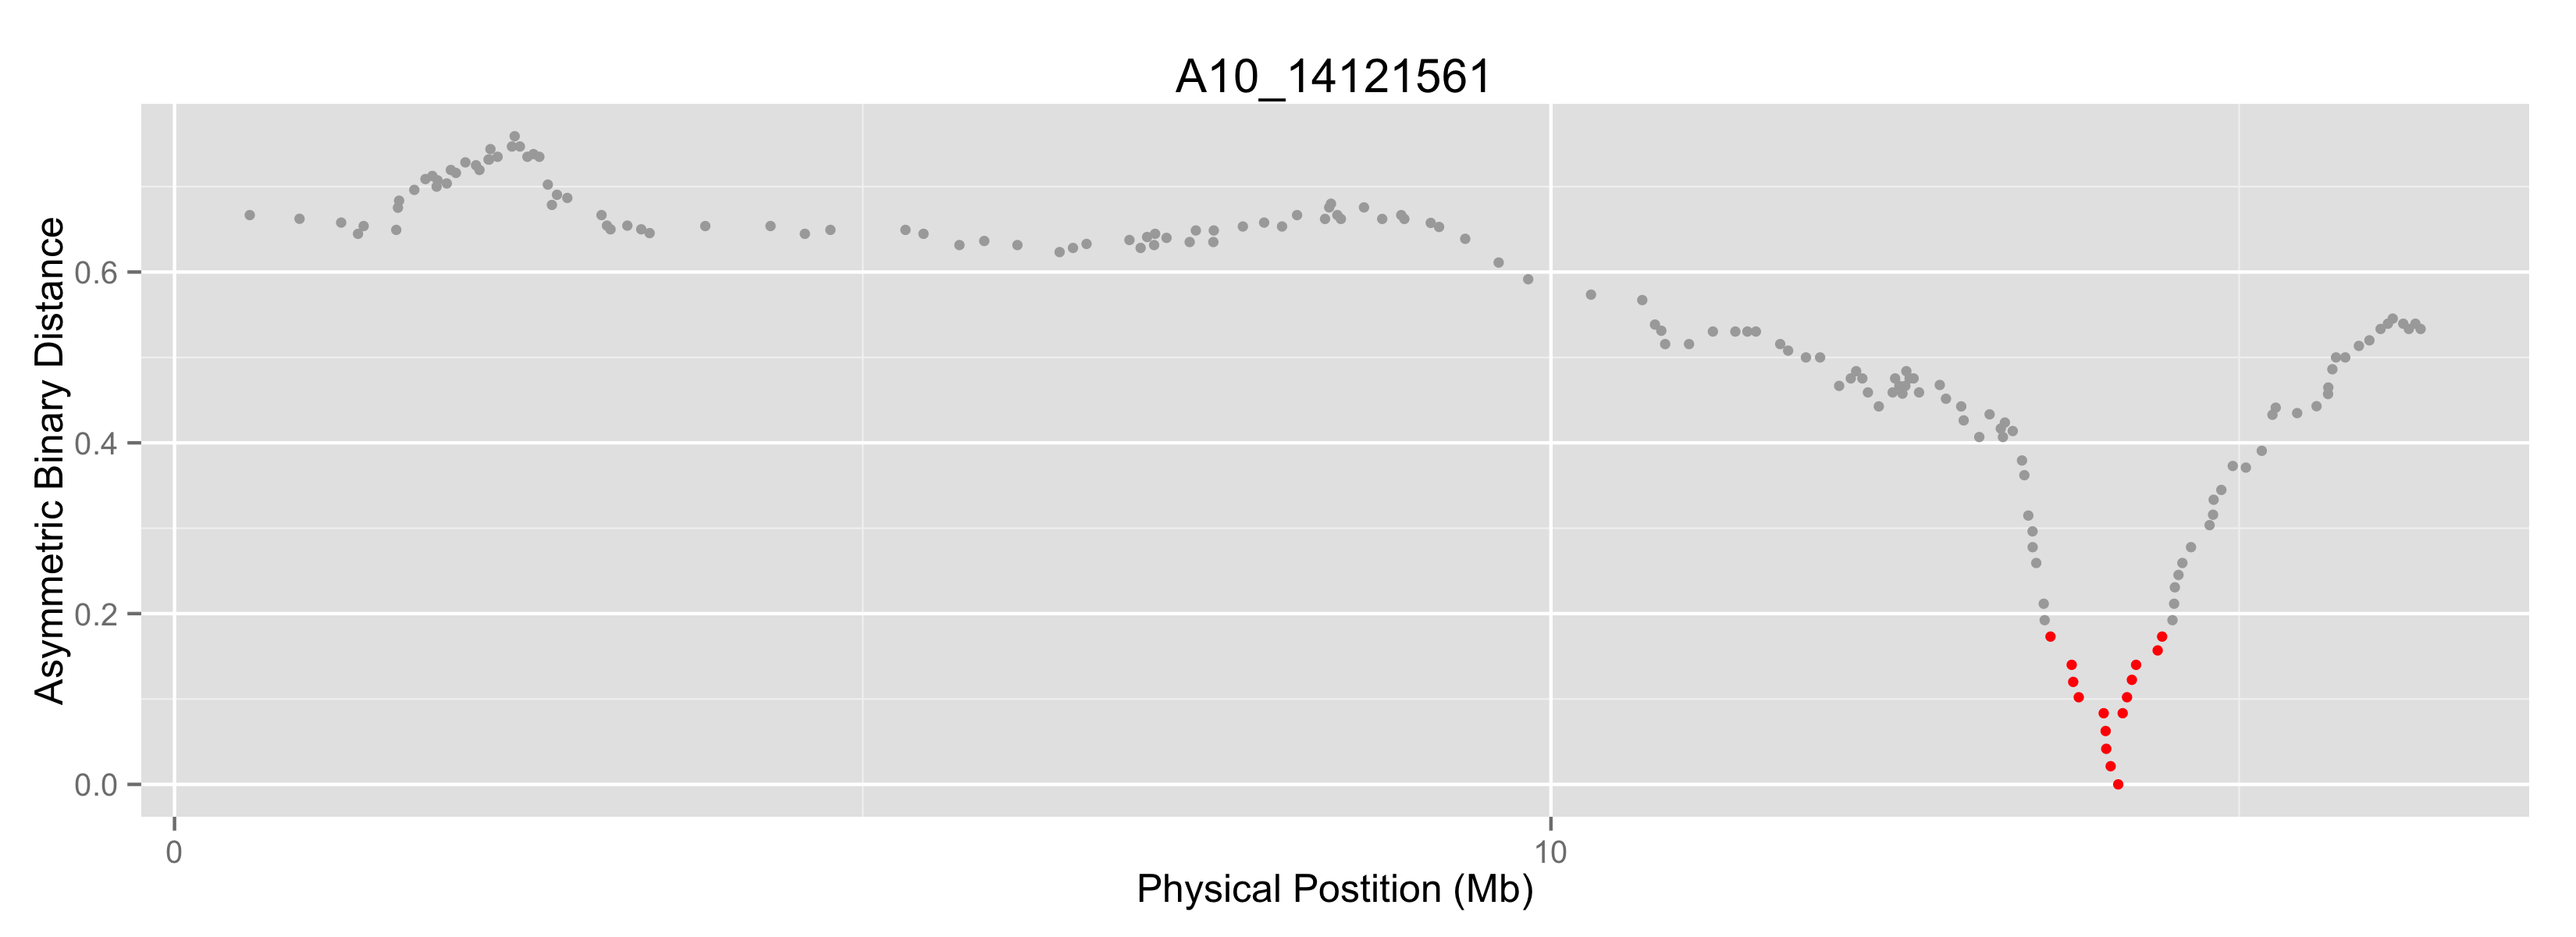 A10_14121561
Asymmetric Binary Distance
0.6
0.4
0.2
0.0
0
10
Physical Postition (Mb)